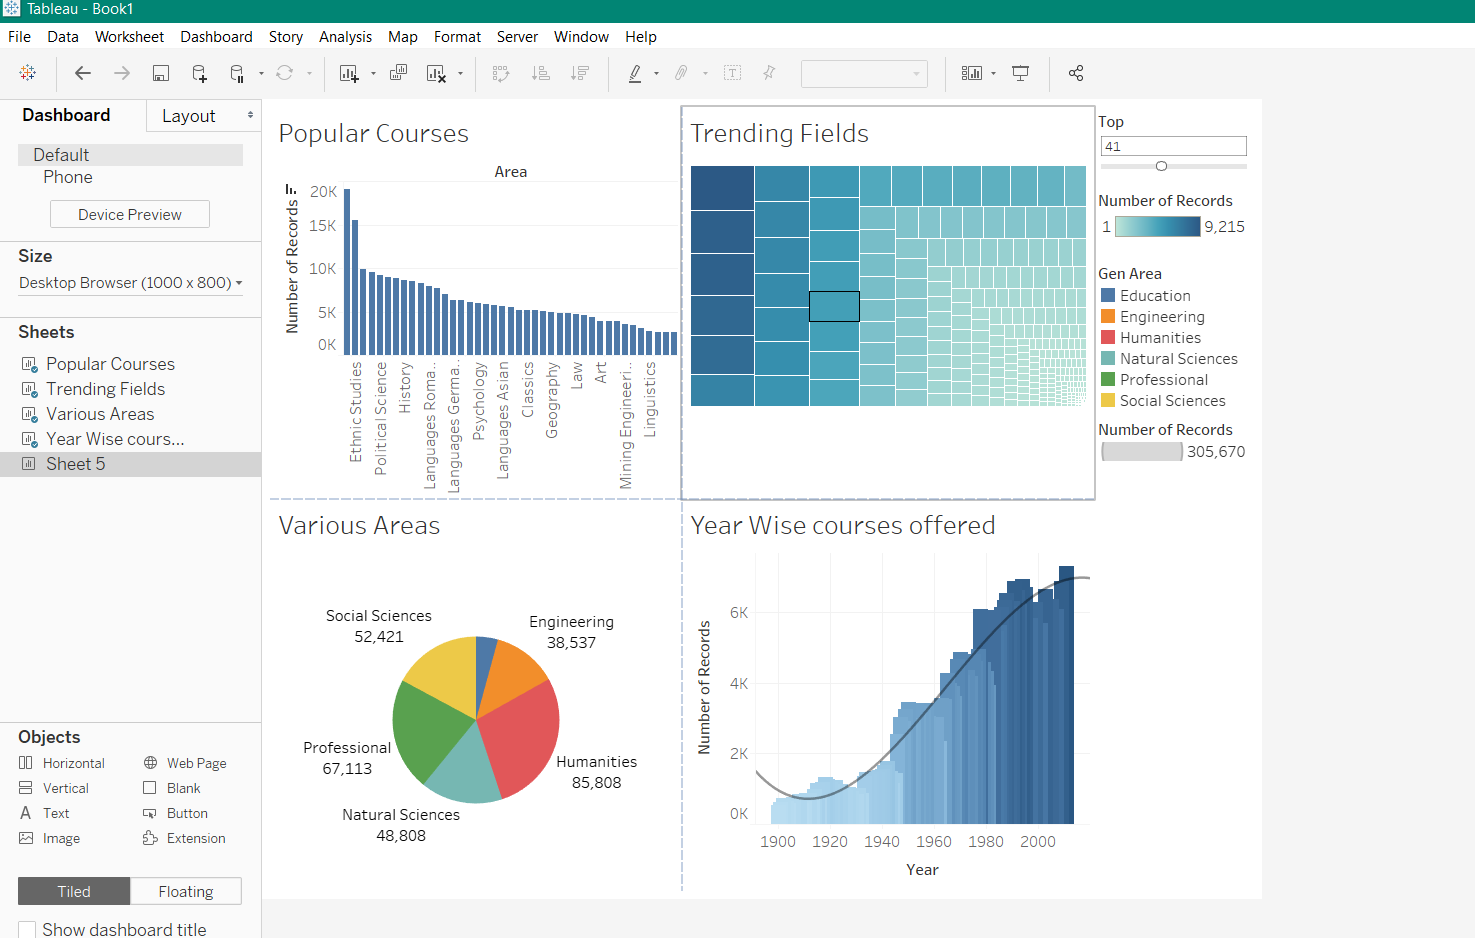 Tableau - Book1
File Data Worksheet Dashboard Story Analysis Map Format Server Window Help
Dashboard Layout
Default
Phone
Device Preview
Size
Desktop Browser (1000 x 800)
Sheets
Popular Courses
Trending Fields
Various Areas
Year Wise cours...
Sheet 5
Objects
Horizontal Web Page
Vertical Blank
Text Button
Image Extension
Tiled Floating
Show dashboard title
Popular Courses
Area
Number of Records
20K
15K
10K
5K
0K
Ethnic Studies
Political Science
History
Languages Roma..
Languages Germa..
Psychology
Languages Asian
Classics
Geography
Law
Art
Mining Engineeri..
Linguistics
Trending Fields
Top
41
Number of Records
1 9,215
Gen Area
Education
Engineering
Humanities
Natural Sciences
Professional
Social Sciences
Number of Records
305,670
Various Areas
Social Sciences
52,421
Engineering
38,537
Professional
67,113
Humanities
85,808
Natural Sciences
48,808
Year Wise courses offered
Number of Records
6K
4K
2K
0K
1900 1920 1940 1960 1980 2000
Year